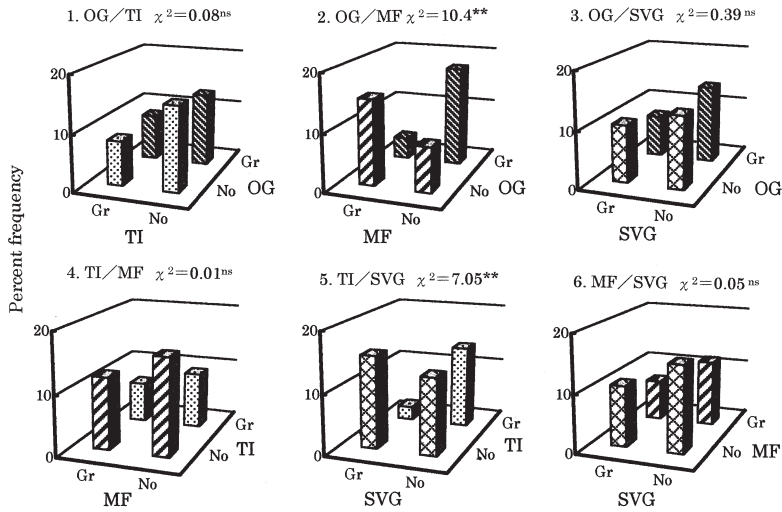 1. OG／TI χ²=0.08ns
2. OG／MF χ²=10.4**
3. OG／SVG χ²=0.39ns
Percent frequency
20
10
0
Gr
No
TI
Gr
No
OG
20
10
0
Gr
No
MF
Gr
No
OG
20
10
0
Gr
No
SVG
Gr
No
OG
4. TI／MF χ²=0.01ns
5. TI／SVG χ²=7.05**
6. MF／SVG χ²=0.05ns
20
10
0
Gr
No
MF
Gr
No
TI
20
10
0
Gr
No
SVG
Gr
No
TI
20
10
0
Gr
No
SVG
Gr
No
MF